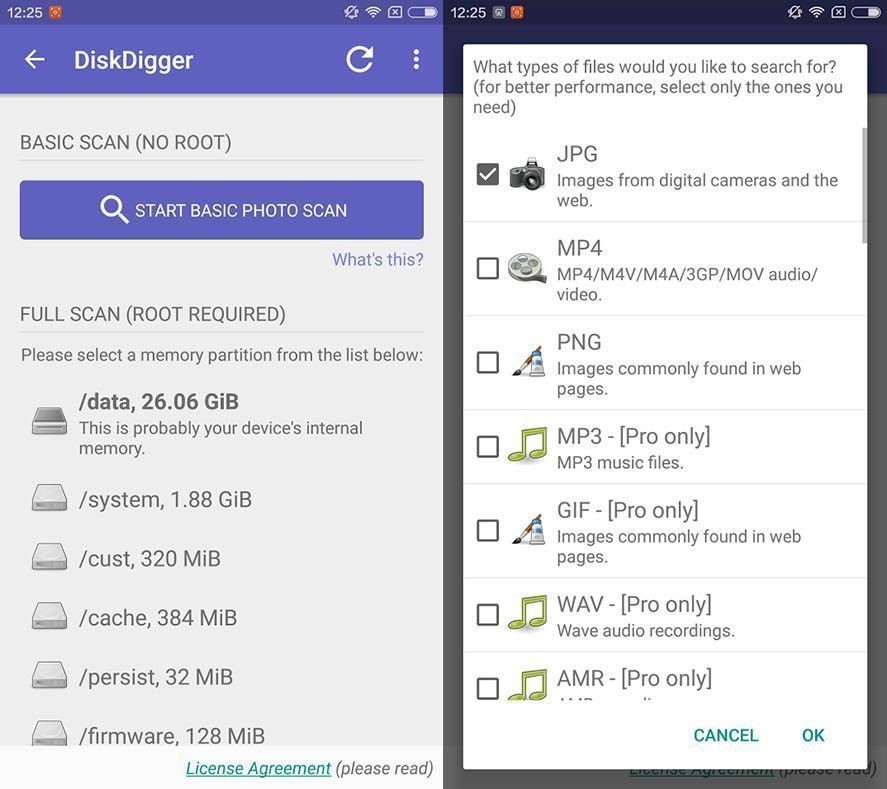 12:25
DiskDigger
BASIC SCAN (NO ROOT)
START BASIC PHOTO SCAN
What's this?
FULL SCAN (ROOT REQUIRED)
Please select a memory partition from the list below:
/data, 26.06 GiB
This is probably your device's internal
memory.
/system, 1.88 GiB
/cust, 320 MiB
/cache, 384 MiB
/persist, 32 MiB
/firmware, 128 MiB
License Agreement (please read)
12:25
What types of files would you like to search for?
(for better performance, select only the ones you
need)
JPG
Images from digital cameras and the
web.
MP4
MP4/M4V/M4A/3GP/MOV audio/
video.
PNG
Images commonly found in web
pages.
MP3 - [Pro only]
MP3 music files.
GIF - [Pro only]
Images commonly found in web
pages.
WAV - [Pro only]
Wave audio recordings.
AMR - [Pro only]
CANCEL
OK